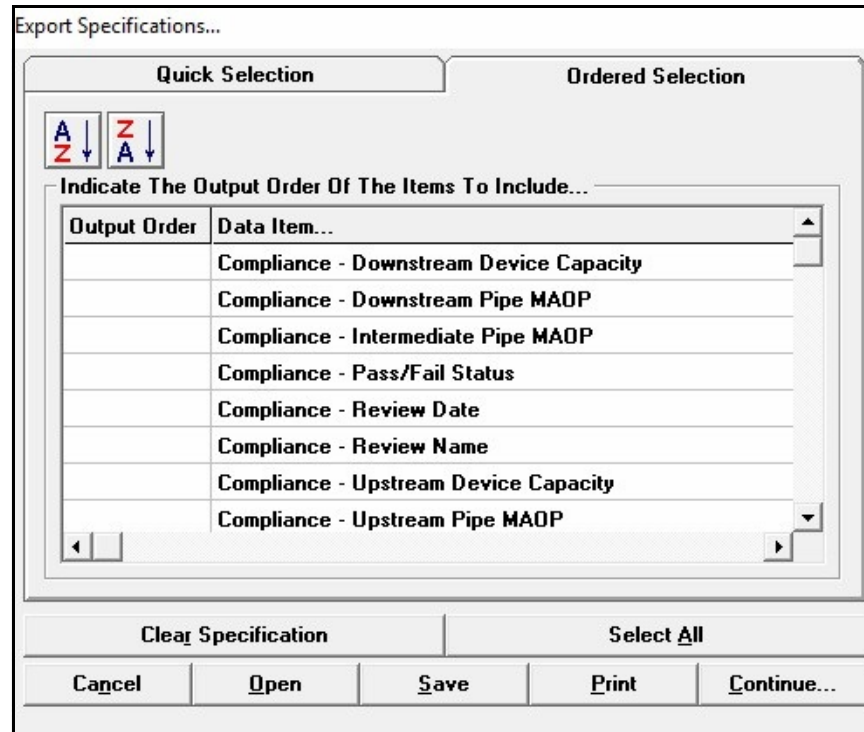 Export Specifications...
Quick Selection
Ordered Selection
A Z
Z A
Indicate The Output Order Of The Items To Include...
Output Order Data Item...
Compliance - Downstream Device Capacity
Compliance - Downstream Pipe MAOP
Compliance - Intermediate Pipe MAOP
Compliance - Pass/Fail Status
Compliance - Review Date
Compliance - Review Name
Compliance - Upstream Device Capacity
Compliance - Upstream Pipe MAOP
Clear Specification
Select All
Cancel
Open
Save
Print
Continue...